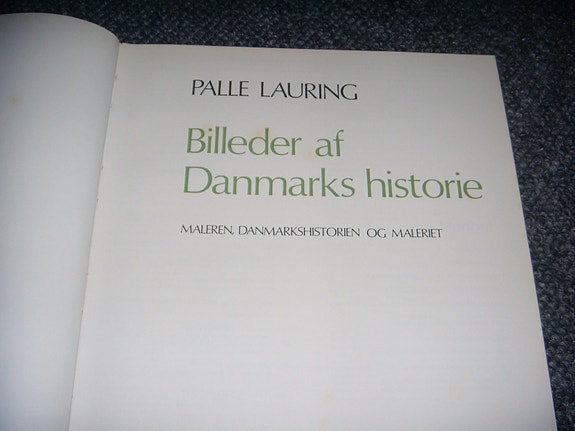 PALLE LAURING
Billeder af
Danmarks historie
MALEREN, DANMARKSHISTORIEN OG MALERIET